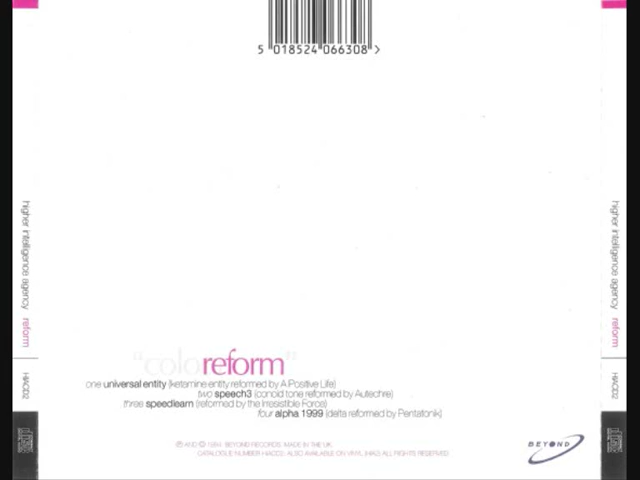 5 018524 066308 >
higher intelligence agency reform
HIACD2
higher intelligence agency reform
HIACD2
"coloreform"
one universal entity (ketamine entity reformed by A Positive Life)
two speech3 (conoid tone reformed by Autechre)
three speedlearn (reformed by the Irresistible Force)
four alpha 1999 (delta reformed by Pentatonik)
℗ AND © 1994 BEYOND RECORDS. MADE IN THE UK.
ALSO AVAILABLE ON VINYL ALL RIGHTS RESERVED
BEYOND